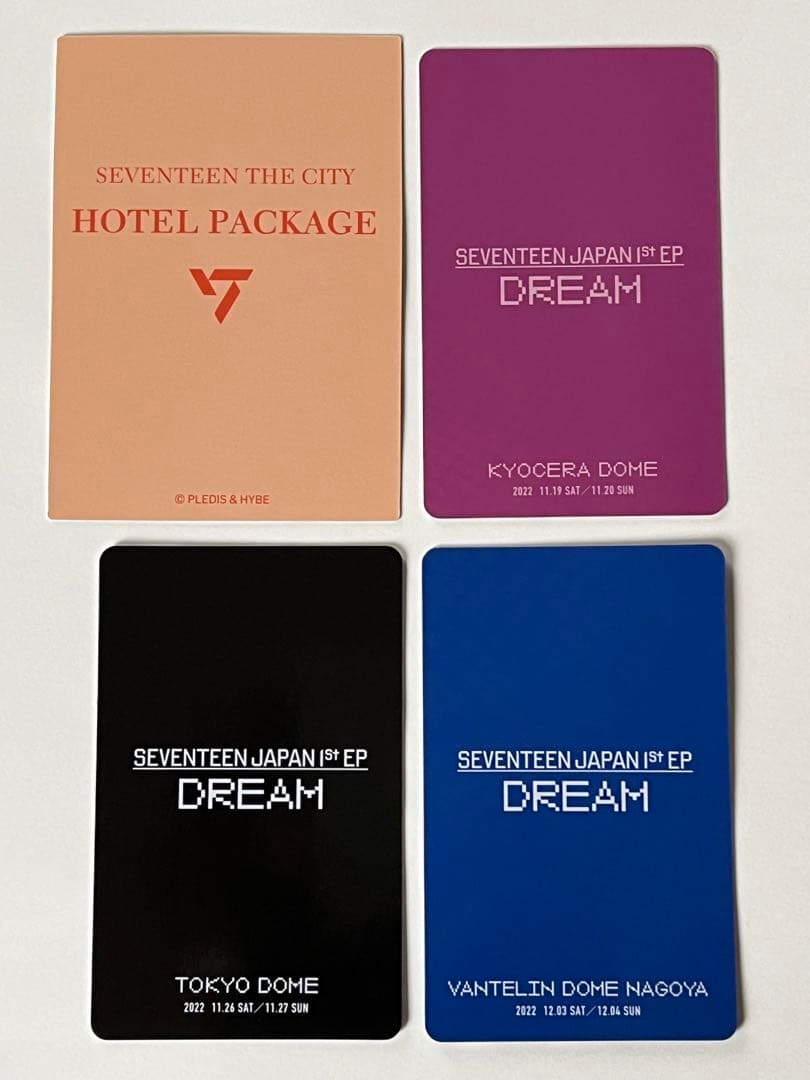 SEVENTEEN THE CITY
HOTEL PACKAGE
© PLEDIS & HYBE
SEVENTEEN JAPAN 1St EP
DREAM
KYOCERA DOME
2022 11.19 SAT／11.20 SUN
SEVENTEEN JAPAN 1St EP
DREAM
TOKYO DOME
2022 11.26 SAT／11.27 SUN
SEVENTEEN JAPAN 1St EP
DREAM
VANTELIN DOME NAGOYA
2022 12.03 SAT／12.04 SUN